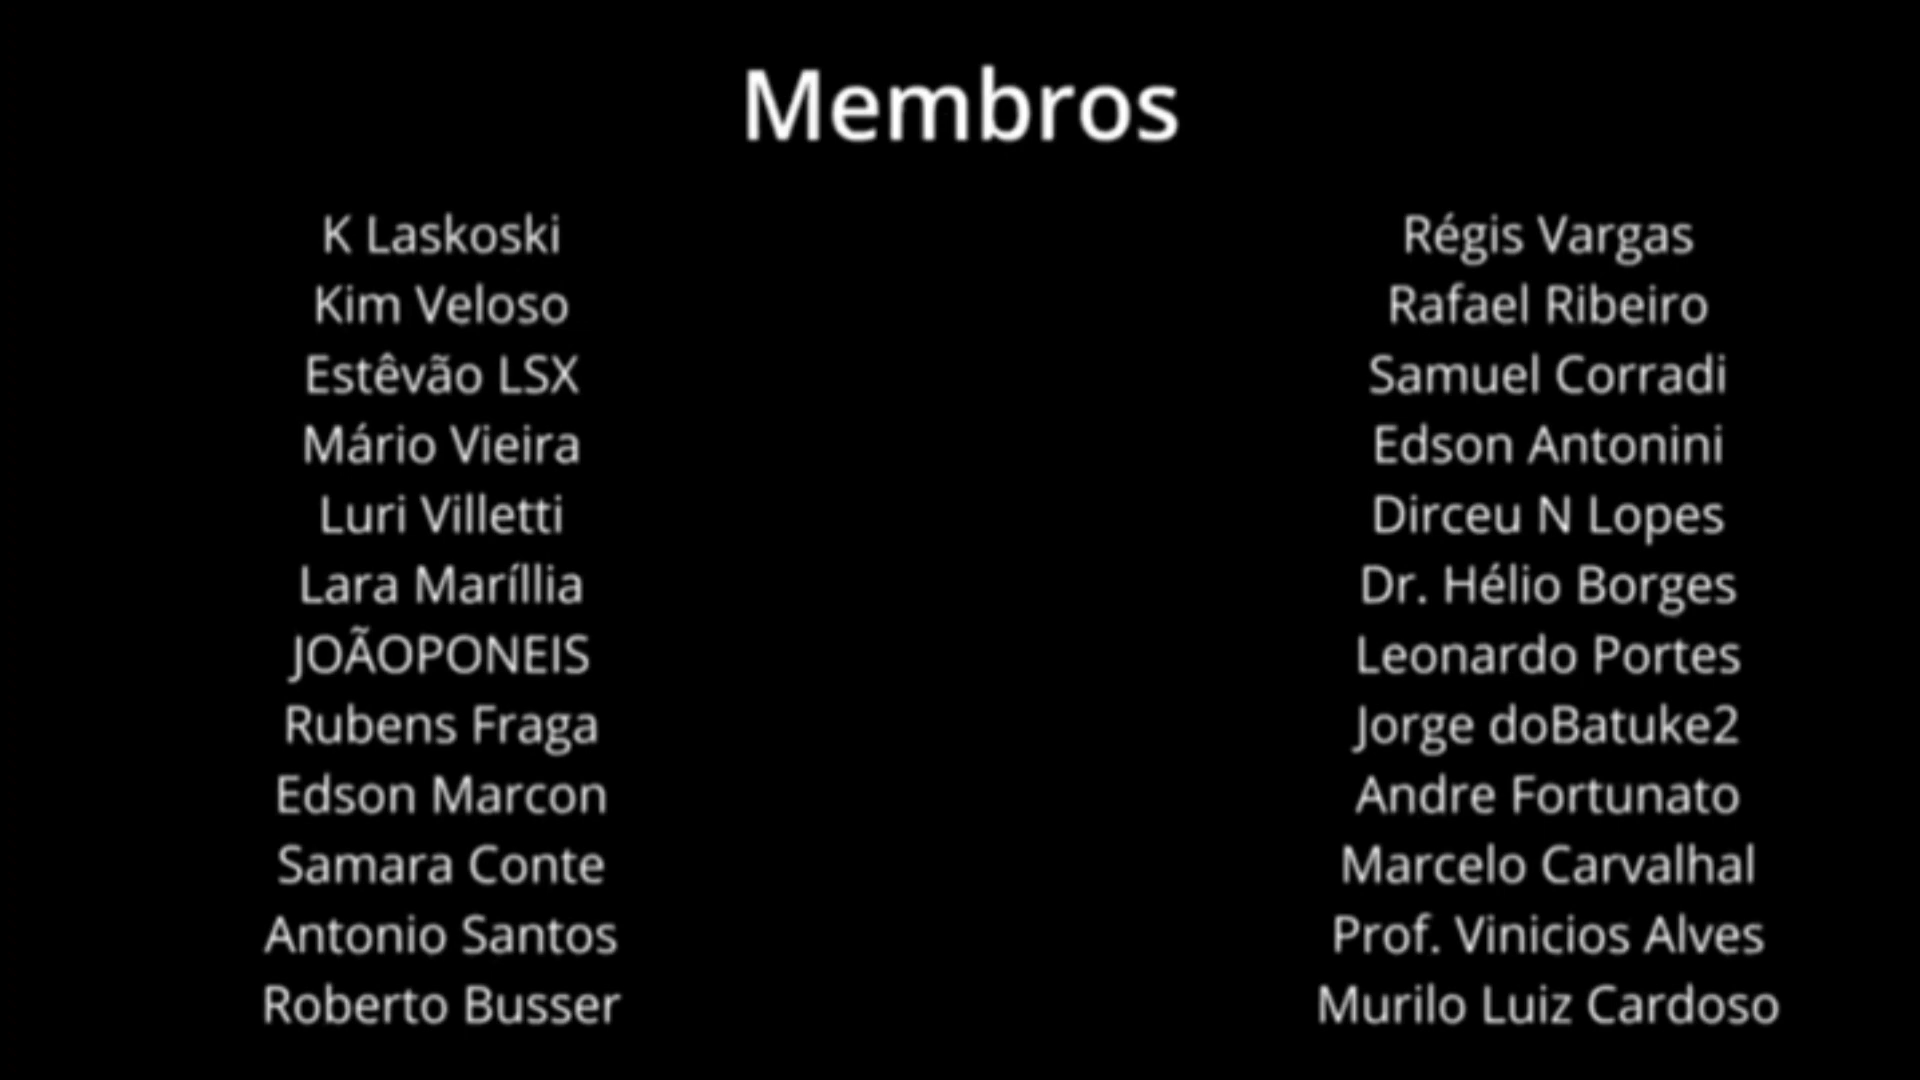 Membros
K Laskoski
Kim Veloso
Estêvão LSX
Mário Vieira
Luri Villetti
Lara Maríllia
JOÃOPONEIS
Rubens Fraga
Edson Marcon
Samara Conte
Antonio Santos
Roberto Busser
Régis Vargas
Rafael Ribeiro
Samuel Corradi
Edson Antonini
Dirceu N Lopes
Dr. Hélio Borges
Leonardo Portes
Jorge doBatuke2
Andre Fortunato
Marcelo Carvalhal
Prof. Vinicios Alves
Murilo Luiz Cardoso